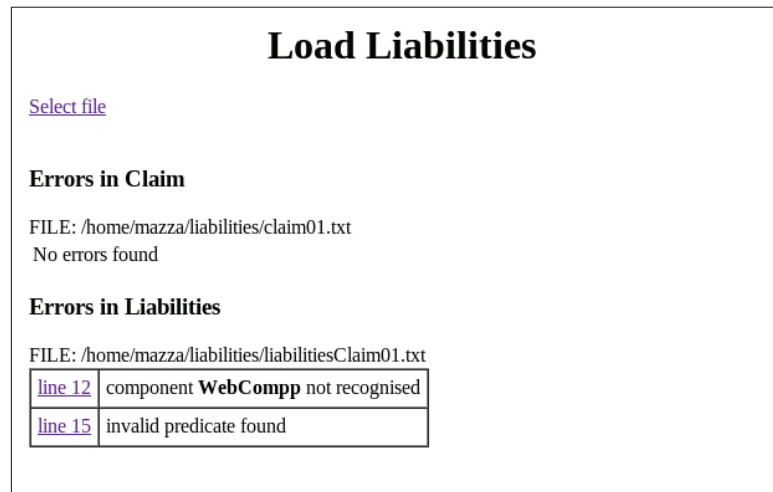 Load Liabilities
Select file
Errors in Claim
FILE: /home/mazza/liabilities/claim01.txt
No errors found
Errors in Liabilities
FILE: /home/mazza/liabilities/liabilitiesClaim01.txt
line 12 component WebCompp not recognised
line 15 invalid predicate found